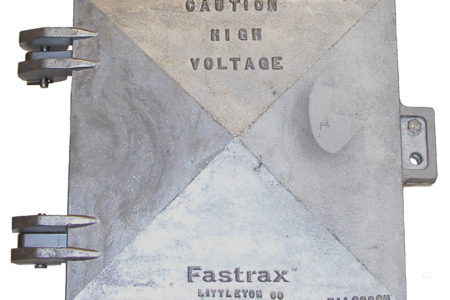 CAUTION
HIGH
VOLTAGE
Fastrax™
LITTLETON CO